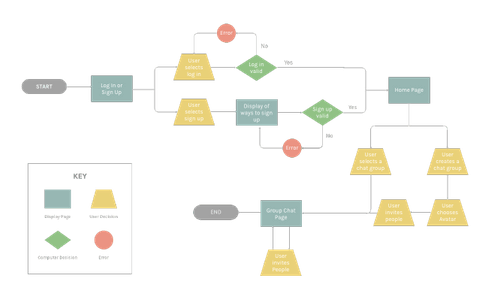 Error
No
User
selects
log in
Log in
valid
Yes
START
Log In or
Sign Up
User
selects
sign up
Display of
ways to sign
up
Sign up
valid
Yes
Home Page
No
Error
User
selects a
chat group
User
creates a
chat group
KEY
Display Page
User Decision
Computer Decision
Error
END
Group Chat
Page
User
invites
people
User
chooses
Avatar
User
Invites
People